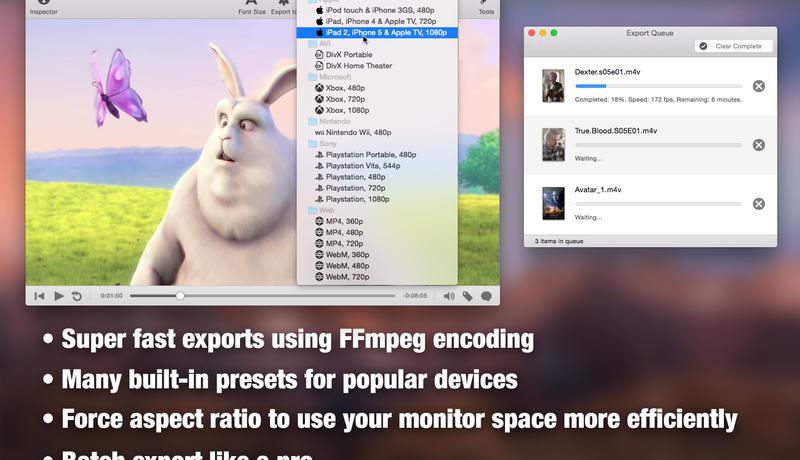 Inspector
Font Size
Export to
Tools
iPod touch & iPhone 3GS, 480p
iPad, iPhone 4 & Apple TV, 720p
iPad 2, iPhone 5 & Apple TV, 1080p
AVI
DivX Portable
DivX Home Theater
Microsoft
Xbox, 480p
Xbox, 720p
Xbox, 1080p
Nintendo
Wii Nintendo Wii, 480p
Sony
Playstation Portable, 480p
Playstation Vita, 544p
Playstation, 480p
Playstation, 720p
Playstation, 1080p
Web
MP4, 360p
MP4, 480p
MP4, 720p
WebM, 360p
WebM, 480p
WebM, 720p
0:01:50
-0:08:05
Export Queue
Clear Complete
Dexter.s05e01.m4v
Completed: 18%, Speed: 172 fps, Remaining: 6 minutes.
True.Blood.S05E01.m4v
Waiting...
Avatar_1.m4v
Waiting...
3 items in queue
• Super fast exports using FFmpeg encoding
• Many built-in presets for popular devices
• Force aspect ratio to use your monitor space more efficiently
• Batch export like a pro